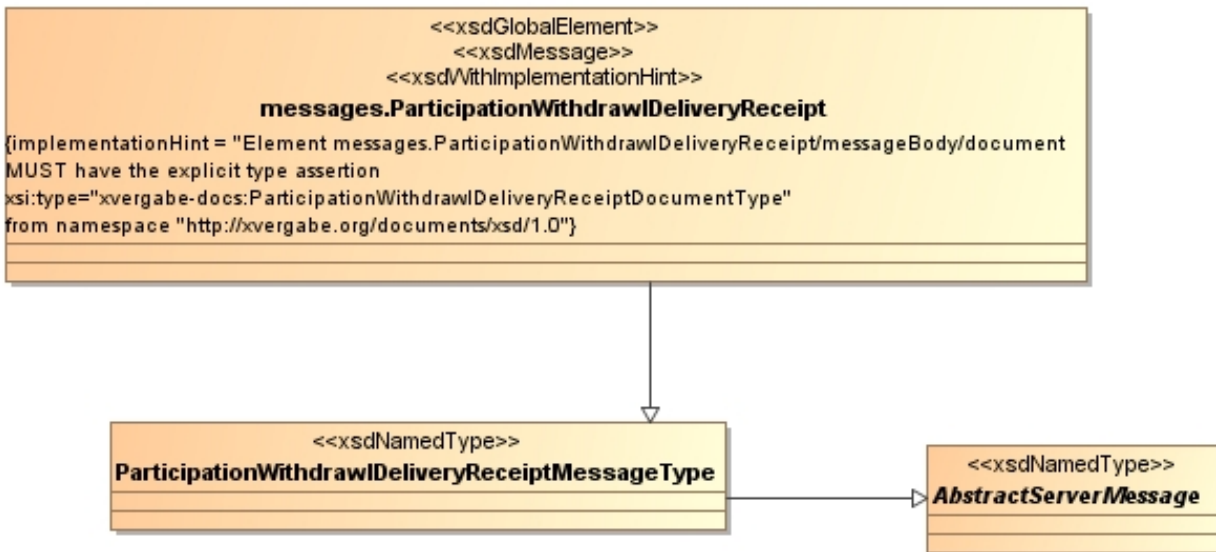 <<xsdGlobalElement>>
<<xsdMessage>>
<<xsdWithImplementationHint>>
messages.ParticipationWithdrawlDeliveryReceipt
{implementationHint = "Element messages.ParticipationWithdrawlDeliveryReceipt/messageBody/document
MUST have the explicit type assertion
xsi:type="xvergabe-docs:ParticipationWithdrawlDeliveryReceiptDocumentType"
from namespace "http://xvergabe.org/documents/xsd/1.0"}
<<xsdNamedType>>
ParticipationWithdrawlDeliveryReceiptMessageType
<<xsdNamedType>>
AbstractServerMessage